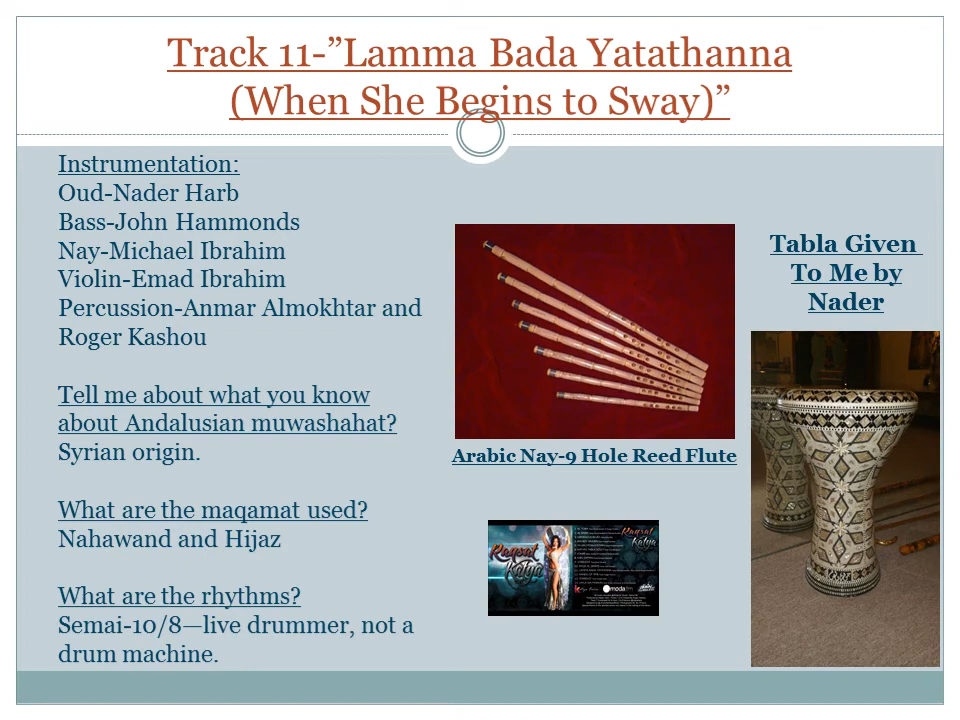 Track 11-”Lamma Bada Yatathanna
(When She Begins to Sway)”
Instrumentation:
Oud-Nader Harb
Bass-John Hammonds
Nay-Michael Ibrahim
Violin-Emad Ibrahim
Percussion-Anmar Almokhtar and
Roger Kashou
Tell me about what you know
about Andalusian muwashahat?
Syrian origin.
What are the maqamat used?
Nahawand and Hijaz
What are the rhythms?
Semai-10/8—live drummer, not a
drum machine.
Arabic Nay-9 Hole Reed Flute
Raqsat
Katya
Raqsat
Katya
Tabla Given
To Me by
Nader